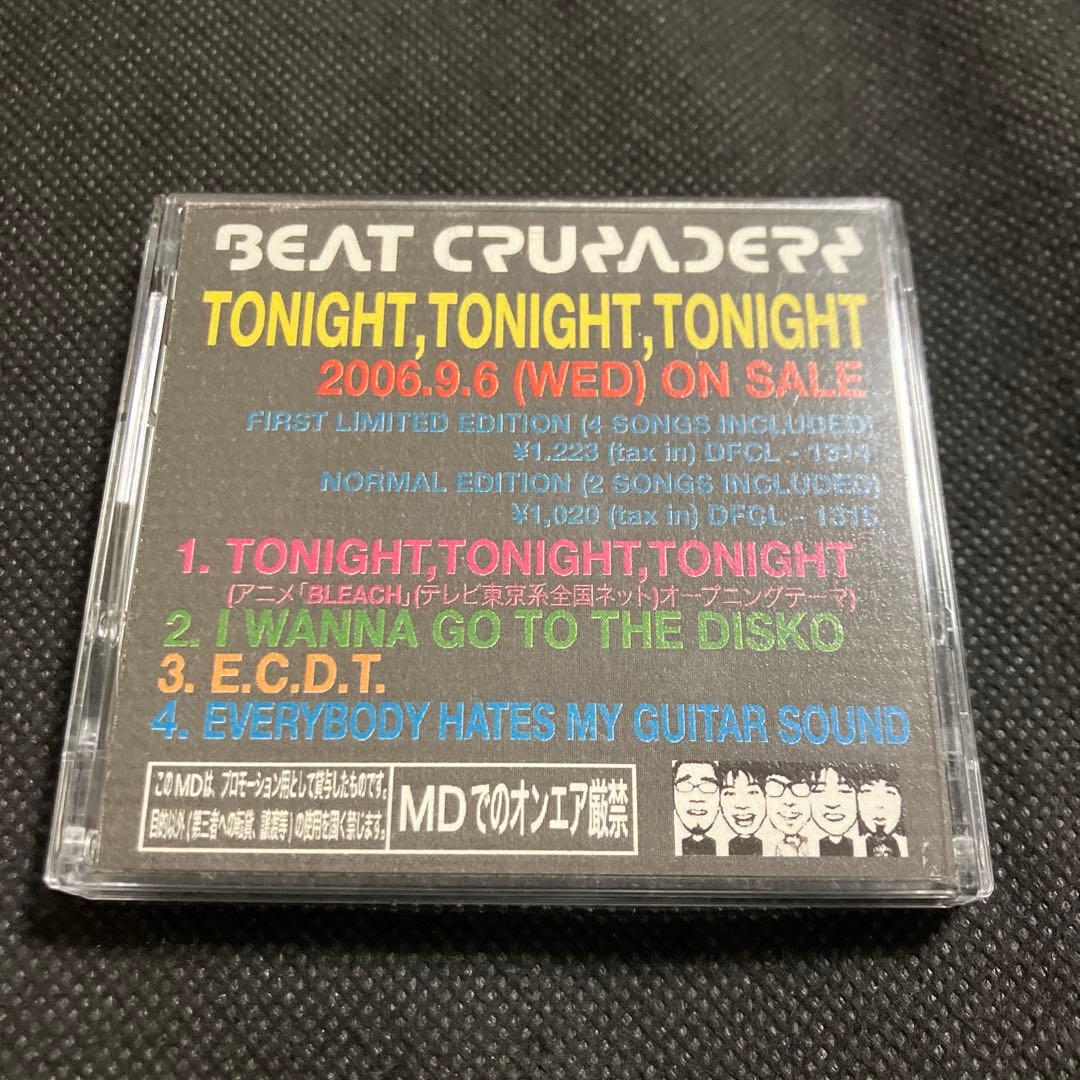 BEAT CRUSADERS
TONIGHT,TONIGHT,TONIGHT
2006.9.6 (WED) ON SALE
FIRST LIMITED EDITION (4 SONGS INCLUDED)
¥1.223 (tax in) DFCL - 1314
NORMAL EDITION (2 SONGS INCLUDED)
¥1,020 (tax in) DFCL - 1315
1. TONIGHT,TONIGHT,TONIGHT
(アニメ「BLEACH」(テレビ東京系全国ネット)オープニングテーマ)
2. I WANNA GO TO THE DISKO
3. E.C.D.T.
4. EVERYBODY HATES MY GUITAR SOUND
このMDは、プロモーション用として貸与したものです。
目的以外(第三者への転貸、譲渡等)の使用を固く禁じます。
MDでのオンエア厳禁